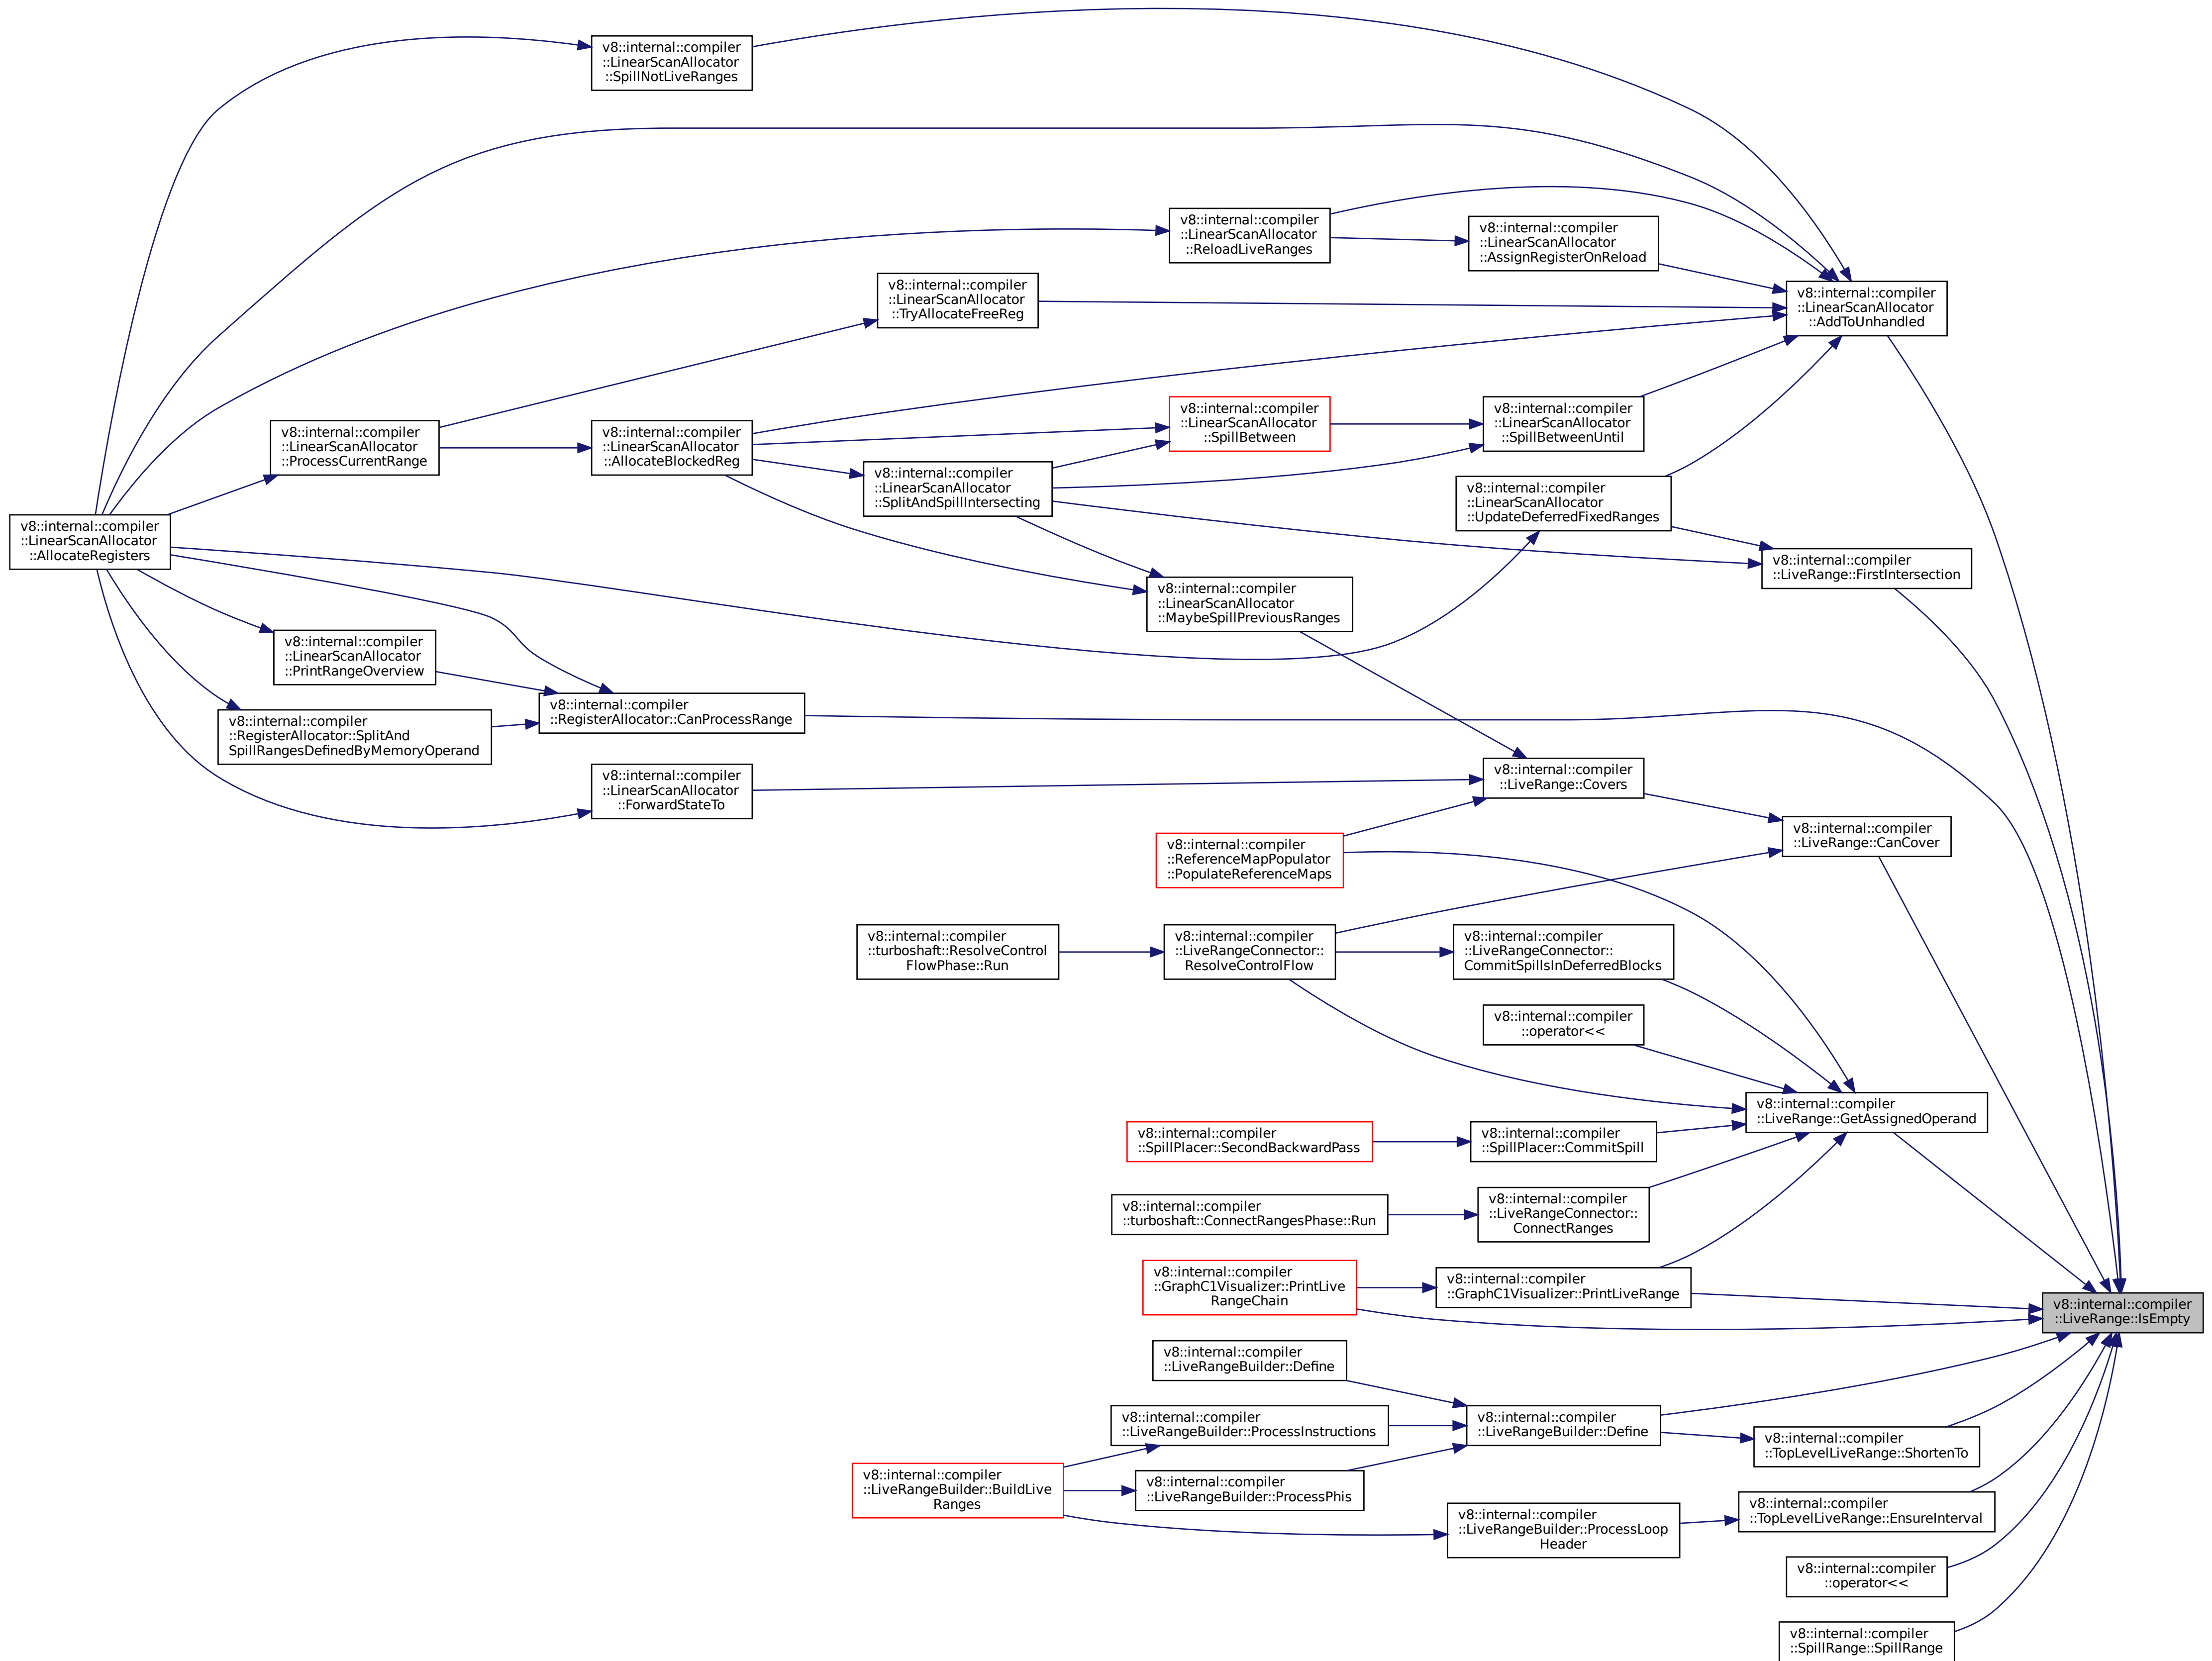 v8::internal::compiler
::LinearScanAllocator
::SpillNotLiveRanges
v8::internal::compiler
::LinearScanAllocator
::ReloadLiveRanges
v8::internal::compiler
::LinearScanAllocator
::AssignRegisterOnReload
v8::internal::compiler
::LinearScanAllocator
::TryAllocateFreeReg
v8::internal::compiler
::LinearScanAllocator
::AddToUnhandled
v8::internal::compiler
::LinearScanAllocator
::ProcessCurrentRange
v8::internal::compiler
::LinearScanAllocator
::AllocateBlockedReg
v8::internal::compiler
::LinearScanAllocator
::SpillBetween
v8::internal::compiler
::LinearScanAllocator
::SpillBetweenUntil
v8::internal::compiler
::LinearScanAllocator
::SplitAndSpillIntersecting
v8::internal::compiler
::LinearScanAllocator
::UpdateDeferredFixedRanges
v8::internal::compiler
::LinearScanAllocator
::AllocateRegisters
v8::internal::compiler
::LiveRange::FirstIntersection
v8::internal::compiler
::LinearScanAllocator
::MaybeSpillPreviousRanges
v8::internal::compiler
::LinearScanAllocator
::PrintRangeOverview
v8::internal::compiler
::RegisterAllocator::SplitAnd
SpillRangesDefinedByMemoryOperand
v8::internal::compiler
::RegisterAllocator::CanProcessRange
v8::internal::compiler
::LinearScanAllocator
::ForwardStateTo
v8::internal::compiler
::LiveRange::Covers
v8::internal::compiler
::LiveRange::CanCover
v8::internal::compiler
::ReferenceMapPopulator
::PopulateReferenceMaps
v8::internal::compiler
::turboshaft::ResolveControl
FlowPhase::Run
v8::internal::compiler
::LiveRangeConnector::
ResolveControlFlow
v8::internal::compiler
::LiveRangeConnector::
CommitSpillsInDeferredBlocks
v8::internal::compiler
::operator<<
v8::internal::compiler
::LiveRange::GetAssignedOperand
v8::internal::compiler
::SpillPlacer::SecondBackwardPass
v8::internal::compiler
::SpillPlacer::CommitSpill
v8::internal::compiler
::turboshaft::ConnectRangesPhase::Run
v8::internal::compiler
::LiveRangeConnector::
ConnectRanges
v8::internal::compiler
::GraphC1Visualizer::PrintLive
RangeChain
v8::internal::compiler
::GraphC1Visualizer::PrintLiveRange
v8::internal::compiler
::LiveRange::IsEmpty
v8::internal::compiler
::LiveRangeBuilder::Define
v8::internal::compiler
::LiveRangeBuilder::ProcessInstructions
v8::internal::compiler
::LiveRangeBuilder::Define
v8::internal::compiler
::TopLevelLiveRange::ShortenTo
v8::internal::compiler
::LiveRangeBuilder::BuildLive
Ranges
v8::internal::compiler
::LiveRangeBuilder::ProcessPhis
v8::internal::compiler
::LiveRangeBuilder::ProcessLoop
Header
v8::internal::compiler
::TopLevelLiveRange::EnsureInterval
v8::internal::compiler
::operator<<
v8::internal::compiler
::SpillRange::SpillRange